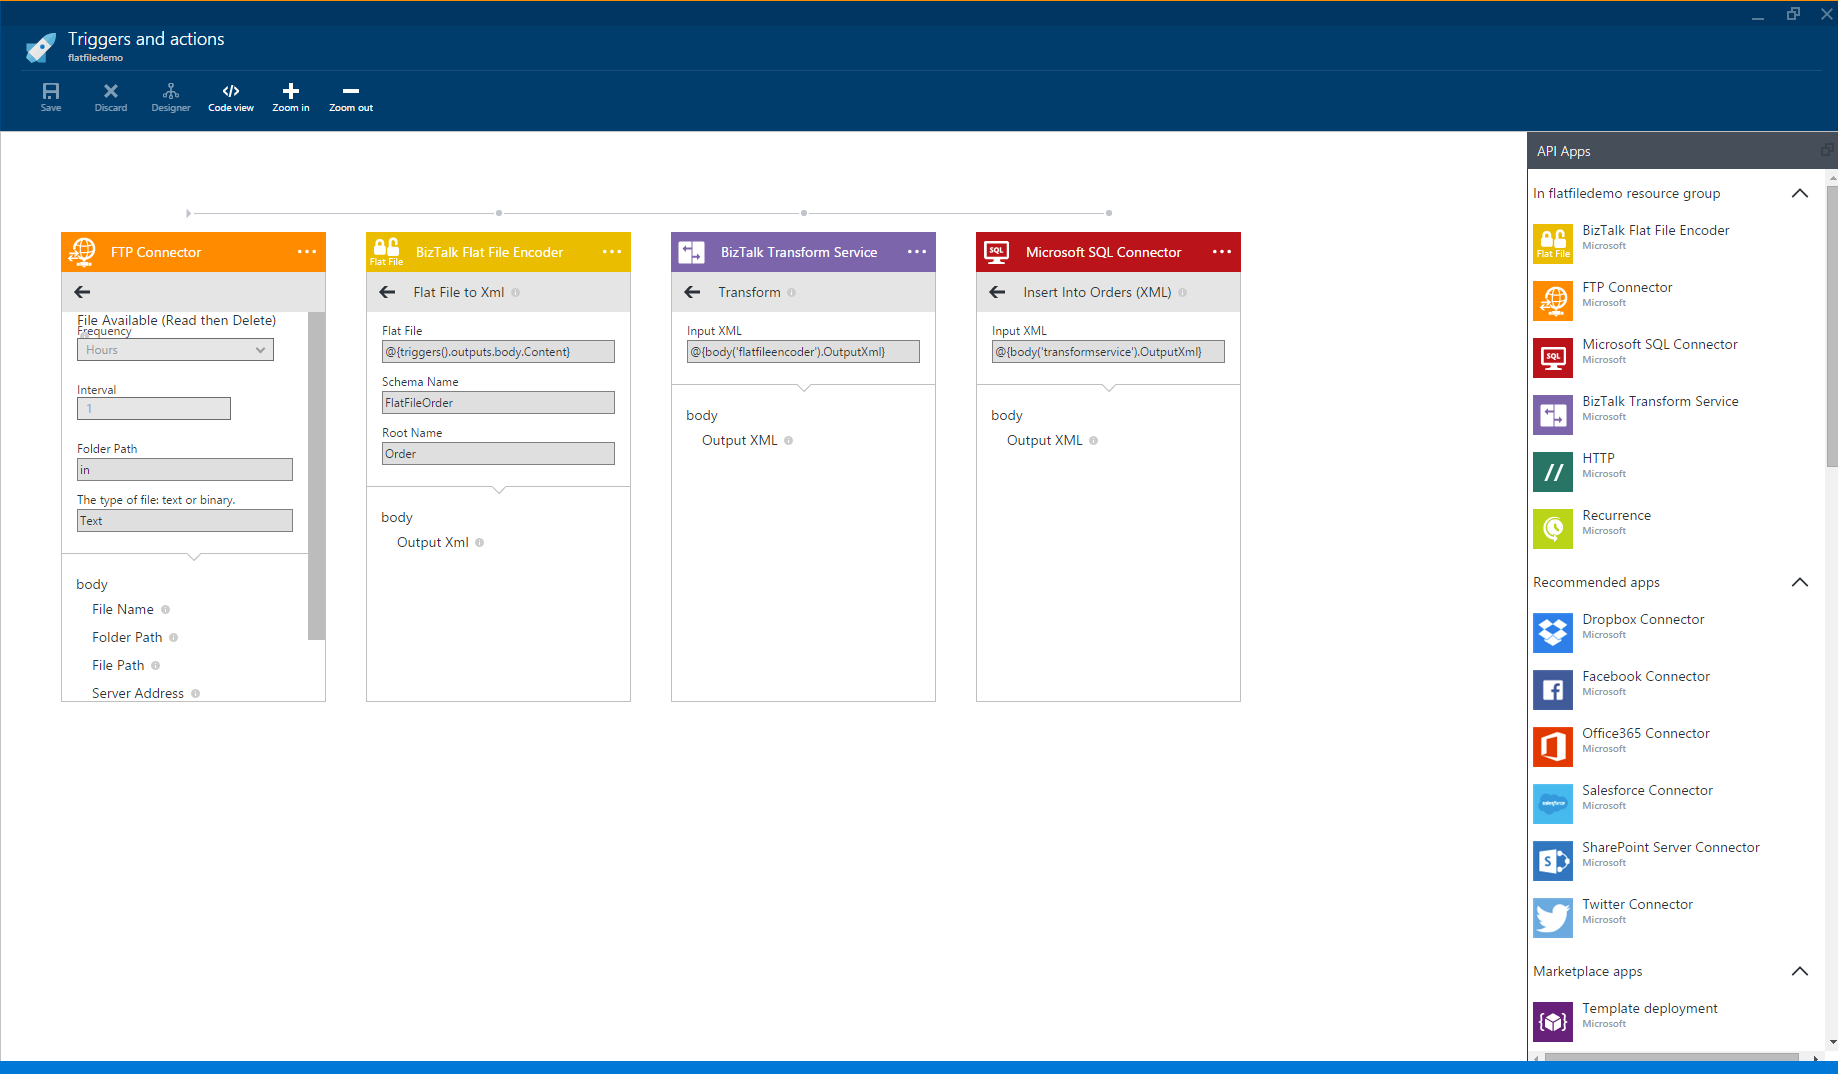 Triggers and actions
flatfiledemo
Save
Discard
Designer
Code view
Zoom in
Zoom out
FTP Connector
File Available (Read then Delete)
Frequency
Hours
Interval
1
Folder Path
in
The type of file: text or binary.
Text
body
File Name
Folder Path
File Path
Server Address
Flat File
BizTalk Flat File Encoder
Flat File to Xml
Flat File
@{triggers().outputs.body.Content}
Schema Name
FlatFileOrder
Root Name
Order
body
Output Xml
BizTalk Transform Service
Transform
Input XML
@{body('flatfileencoder').OutputXml}
body
Output XML
SQL
Microsoft SQL Connector
Insert Into Orders (XML)
Input XML
@{body('transformservice').OutputXml}
body
Output XML
API Apps
In flatfiledemo resource group
Flat File
BizTalk Flat File Encoder
Microsoft
FTP Connector
Microsoft
SQL
Microsoft SQL Connector
Microsoft
BizTalk Transform Service
Microsoft
HTTP
Microsoft
Recurrence
Microsoft
Recommended apps
Dropbox Connector
Microsoft
Facebook Connector
Microsoft
Office365 Connector
Microsoft
salesforce
Salesforce Connector
Microsoft
SharePoint Server Connector
Microsoft
Twitter Connector
Microsoft
Marketplace apps
Template deployment
Microsoft